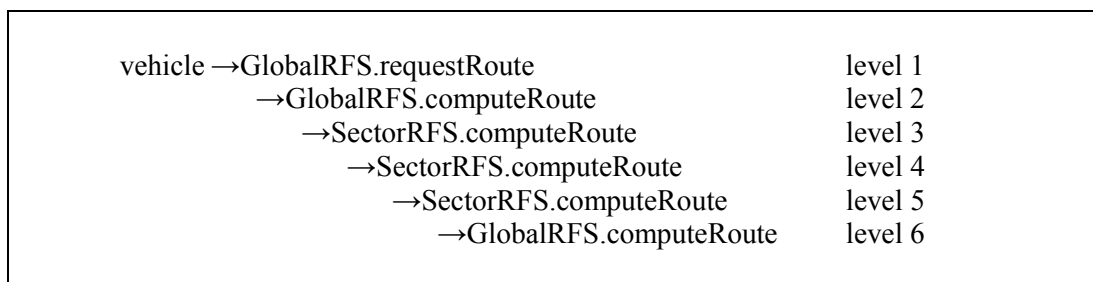 vehicle →GlobalRFS.requestRoute level 1
→GlobalRFS.computeRoute level 2
→SectorRFS.computeRoute level 3
→SectorRFS.computeRoute level 4
→SectorRFS.computeRoute level 5
→GlobalRFS.computeRoute level 6